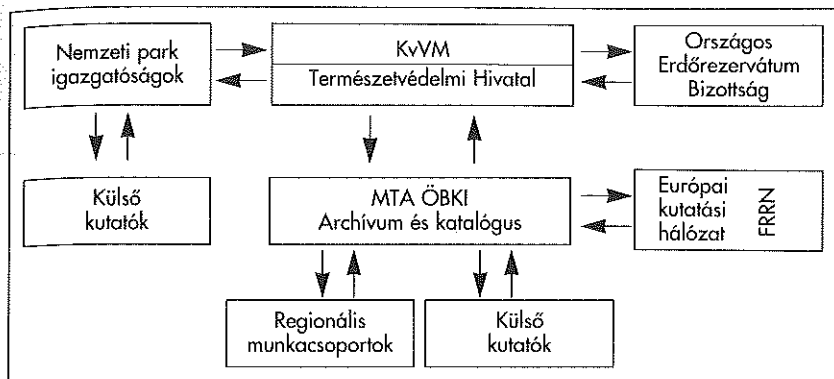 Nemzeti park
igazgatóságok
KvVM
Természetvédelmi Hivatal
Országos
Erdőrezervátum
Bizottság
Külső
kutatók
MTA ÖBKI
Archívum és katalógus
Európai
kutatási
hálózat
FRRN
Regionális
munkacsoportok
Külső
kutatók